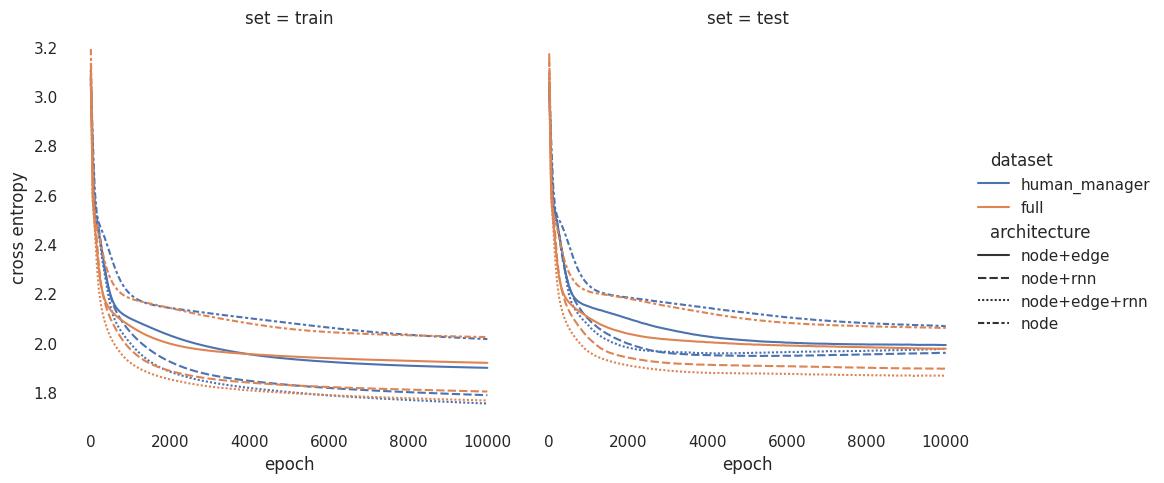 set = train
set = test
cross entropy
3.2
3.0
2.8
2.6
2.4
2.2
2.0
1.8
0 2000 4000 6000 8000 10000
epoch
0 2000 4000 6000 8000 10000
epoch
dataset
human_manager
full
architecture
node+edge
node+rnn
node+edge+rnn
node